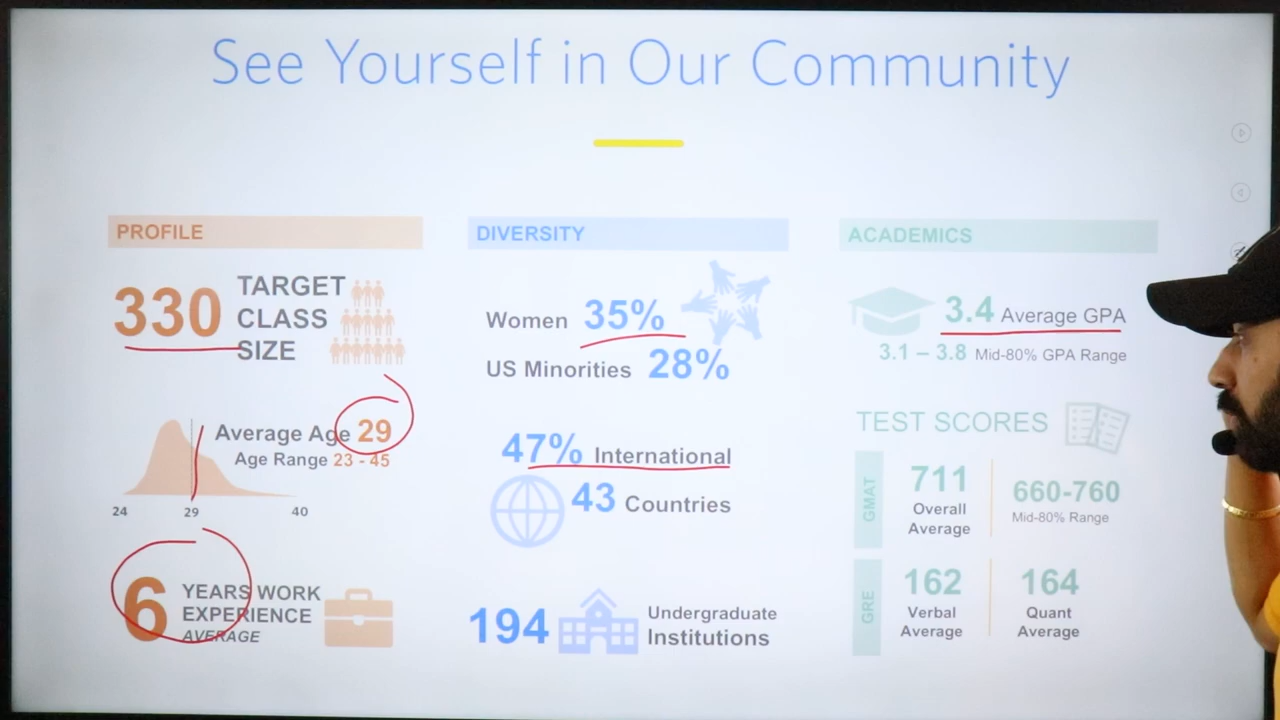 See Yourself in Our Community
PROFILE
330 TARGET
CLASS
SIZE
Average Age 29
Age Range 23 - 45
24 29 40
6 YEARS WORK
EXPERIENCE
AVERAGE
DIVERSITY
Women 35%
US Minorities 28%
47% International
43 Countries
194 Undergraduate
Institutions
ACADEMICS
3.4 Average GPA
3.1 – 3.8 Mid-80% GPA Range
TEST SCORES
GMAT
711
Overall
Average
660-760
Mid-80% Range
GRE
162
Verbal
Average
164
Quant
Average